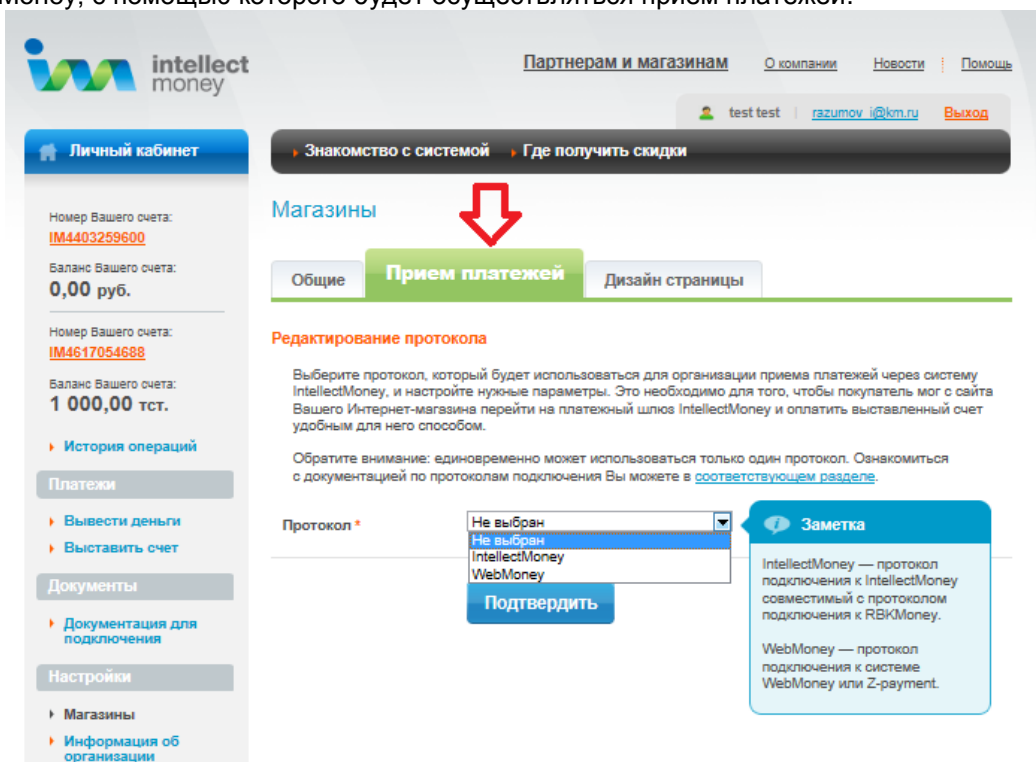 Money, с помощью которого будет осуществляться прием платежей.
intellect
money
Партнерам и магазинам О компании Новости Помощь
test test razumov_i@km.ru Выход
Личный кабинет
Знакомство с системой Где получить скидки
Номер Вашего счета:
IM4403259600
Баланс Вашего счета:
0,00 руб.
Номер Вашего счета:
IM4617054688
Баланс Вашего счета:
1 000,00 тст.
История операций
Платежи
Вывести деньги
Выставить счет
Документы
Документация для
подключения
Настройки
Магазины
Информация об
организации
Магазины
Общие Прием платежей Дизайн страницы
Редактирование протокола
Выберите протокол, который будет использоваться для организации приема платежей через систему
IntellectMoney, и настройте нужные параметры. Это необходимо для того, чтобы покупатель мог с сайта
Вашего Интернет-магазина перейти на платежный шлюз IntellectMoney и оплатить выставленный счет
удобным для него способом.
Обратите внимание: единовременно может использоваться только один протокол. Ознакомиться
с документацией по протоколам подключения Вы можете в соответствующем разделе.
Протокол * Не выбран
Не выбран
IntellectMoney
WebMoney
Подтвердить
Заметка
IntellectMoney — протокол
подключения к IntellectMoney
совместимый с протоколом
подключения к RBKMoney.
WebMoney — протокол
подключения к системе
WebMoney или Z-payment.